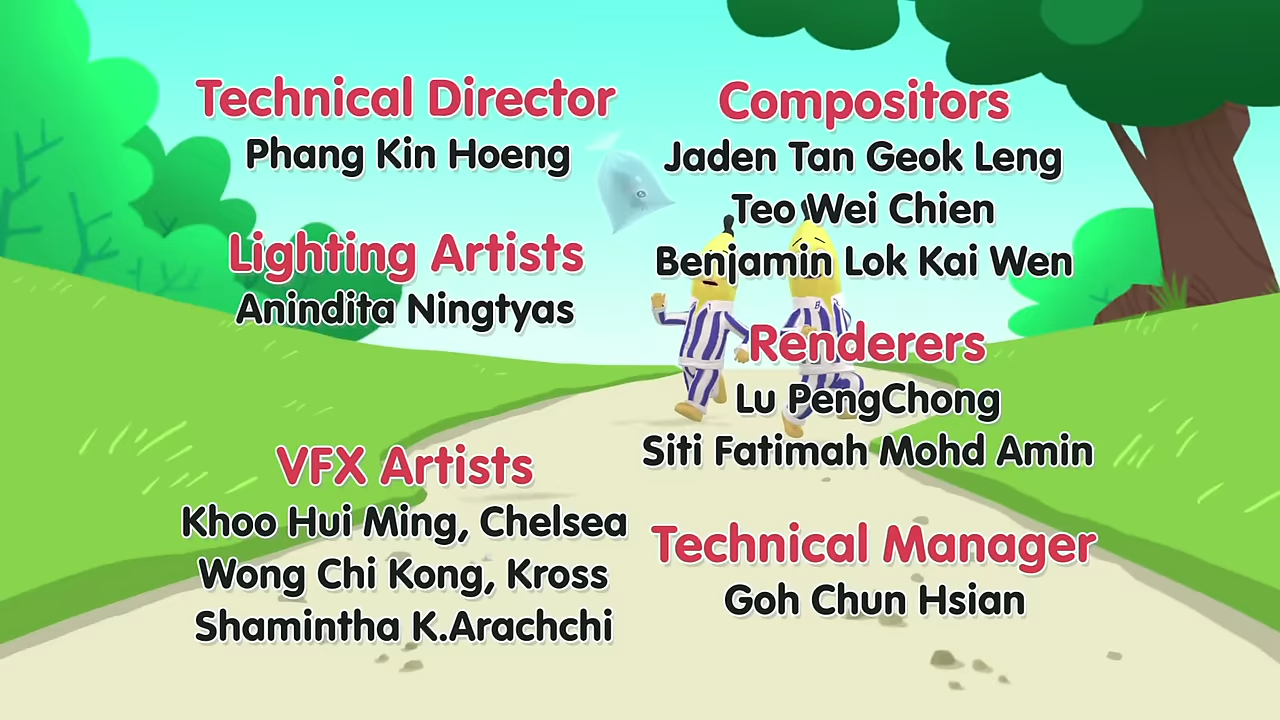 Technical Director
Phang Kin Hoeng
Lighting Artists
Anindita Ningtyas
VFX Artists
Khoo Hui Ming, Chelsea
Wong Chi Kong, Kross
Shamintha K.Arachchi
Compositors
Jaden Tan Geok Leng
Teo Wei Chien
Benjamin Lok Kai Wen
Renderers
Lu PengChong
Siti Fatimah Mohd Amin
Technical Manager
Goh Chun Hsian